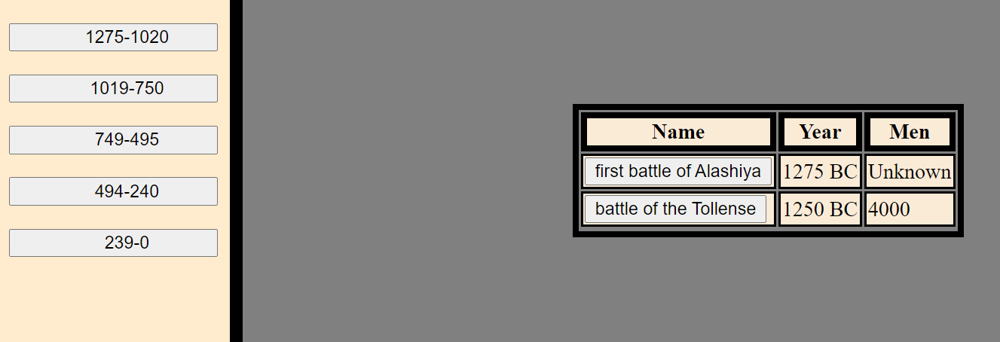 1275-1020
1019-750
749-495
494-240
239-0
Name Year Men
first battle of Alashiya 1275 BC Unknown
battle of the Tollense 1250 BC 4000